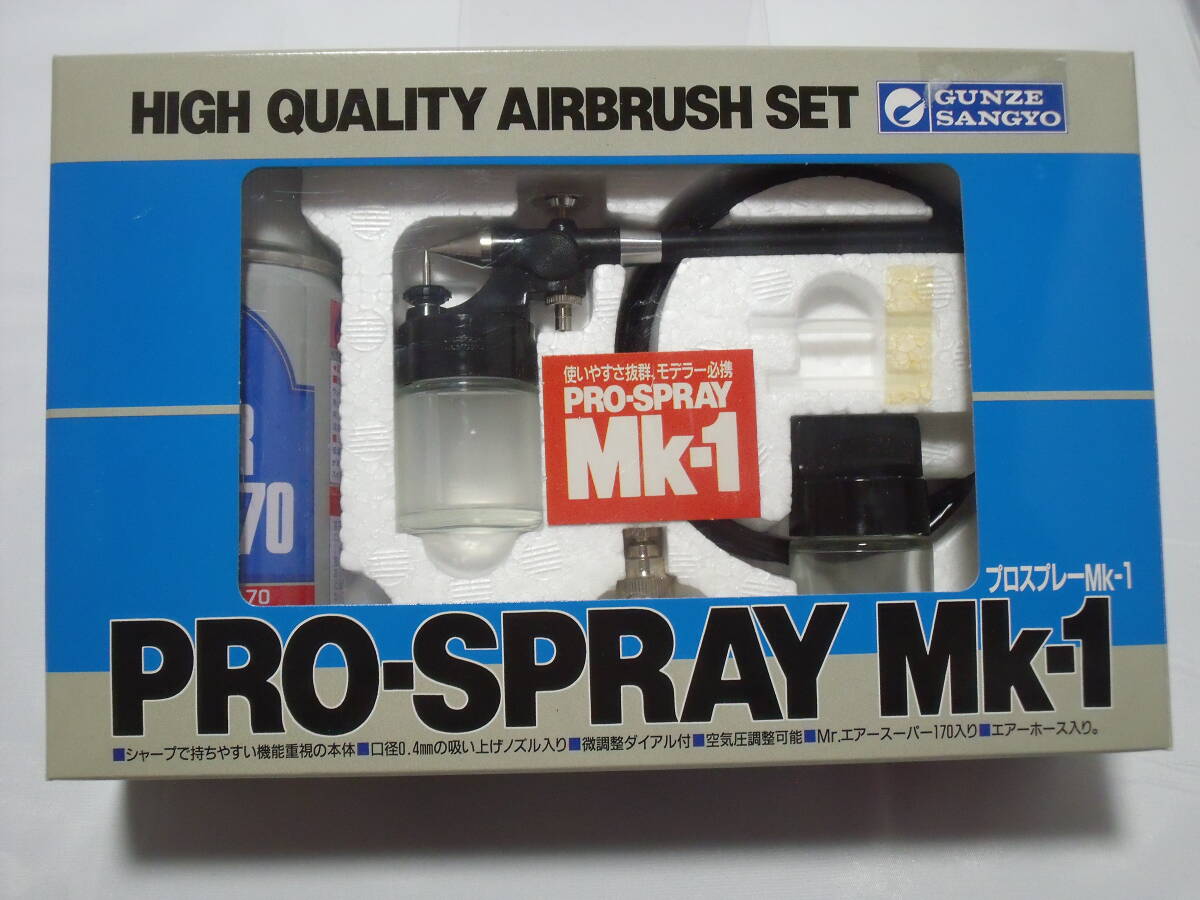 HIGH QUALITY AIRBRUSH SET
GUNZE
SANGYO
使いやすさ抜群、モデラー必携
PRO-SPRAY
Mk-1
R
70
70
プロスプレーMk-1
PRO-SPRAY Mk-1
■シャープで持ちやすい機能重視の本体■口径0.4mmの吸い上げノズル入り■微調整ダイアル付■空気圧調整可能■Mr.エアースーパー170入り■エアーホース入り。